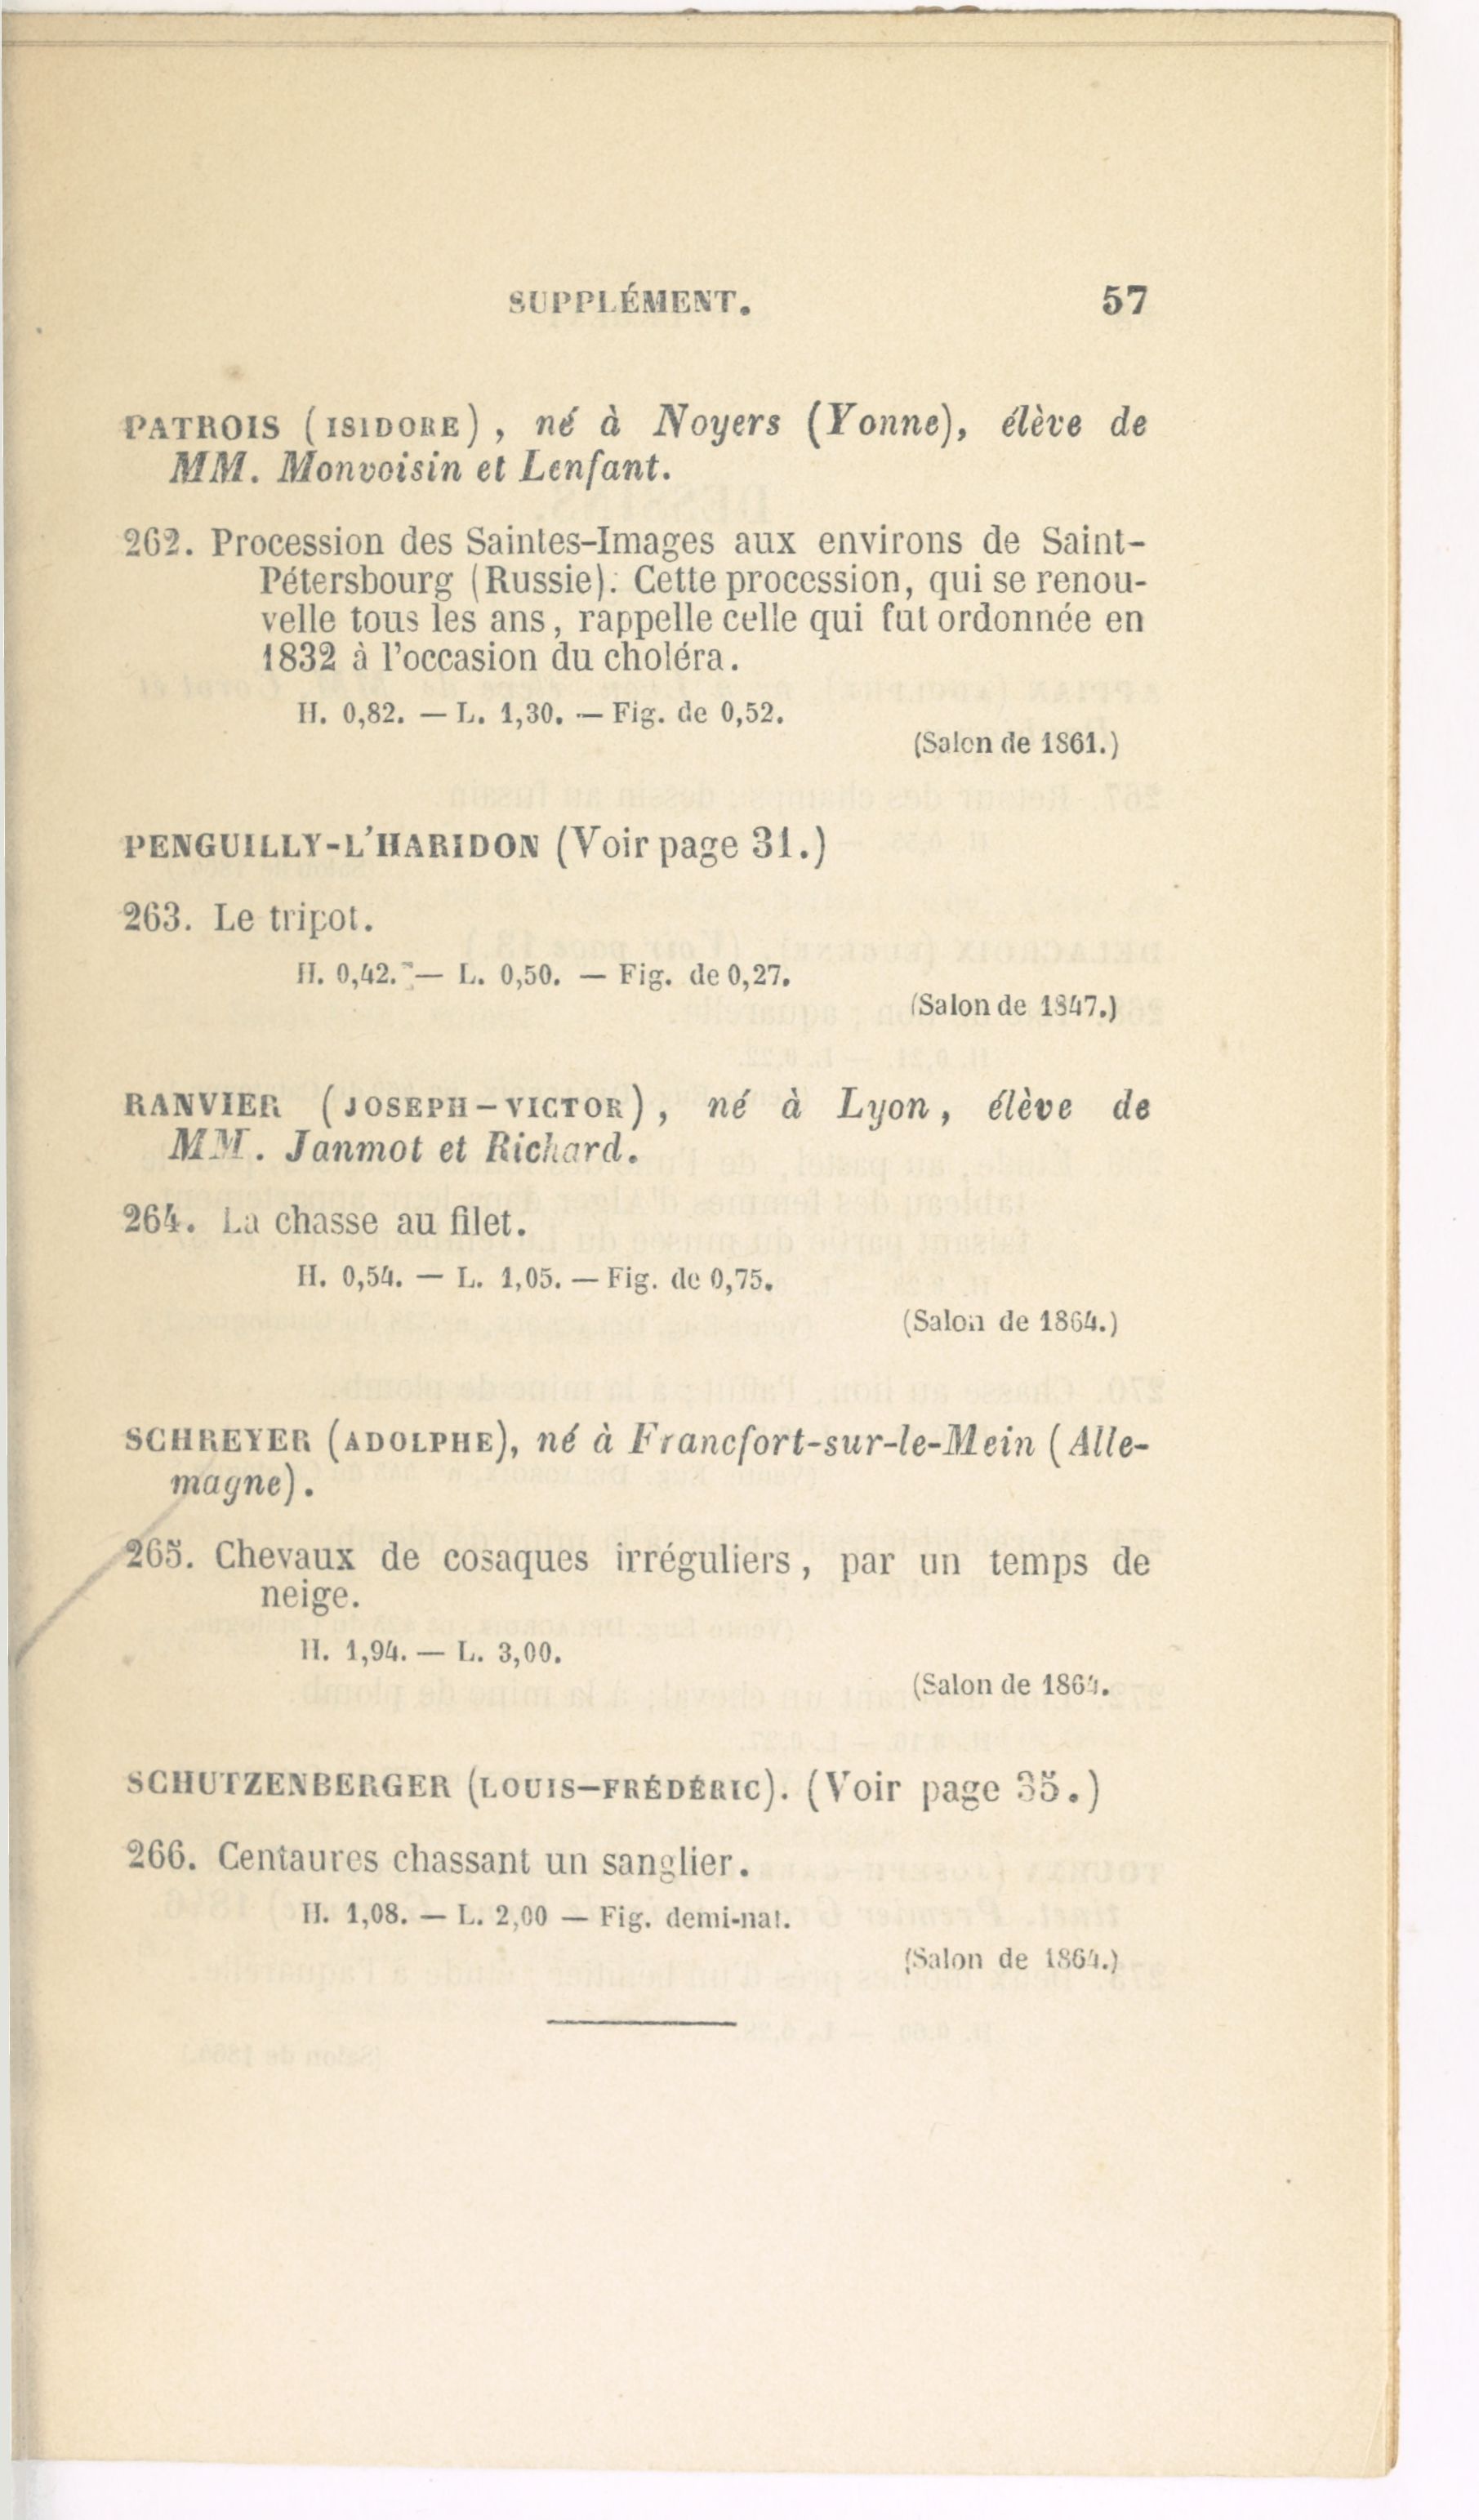 SUPPLÉMENT. 57
PATROIS (ISIDORE), né à Noyers (Yonne), élève de
MM. Monvoisin et Lenfant.
262. Procession des Saintes-Images aux environs de Saint-
Pétersbourg (Russie). Cette procession, qui se renou-
velle tous les ans, rappelle celle qui fut ordonnée en
1832 à l'occasion du choléra.
H. 0,82. — L. 1,30. — Fig. de 0,52.
(Salon de 1861.)
PENGUILLY-L'HARIDON (Voir page 31.)
263. Le tripot.
H. 0,42. — L. 0,50. — Fig. de 0,27.
(Salon de 1847.)
RANVIER (JOSEPH-VICTOR), né à Lyon, élève de
MM. Janmot et Richard.
264. La chasse au filet.
H. 0,54. — L. 1,05. — Fig. de 0,75.
(Salon de 1864.)
SCHREYER (ADOLPHE), né à Francfort-sur-le-Mein (Alle-
magne).
265. Chevaux de cosaques irréguliers, par un temps de
neige.
H. 1,94. — L. 3,00.
(Salon de 1864.
SCHUTZENBERGER (LOUIS-FRÉDÉRIC). (Voir page 35.)
266. Centaures chassant un sanglier.
H. 1,08. — L. 2,00 — Fig. demi-nat.
(Salon de 1864.)